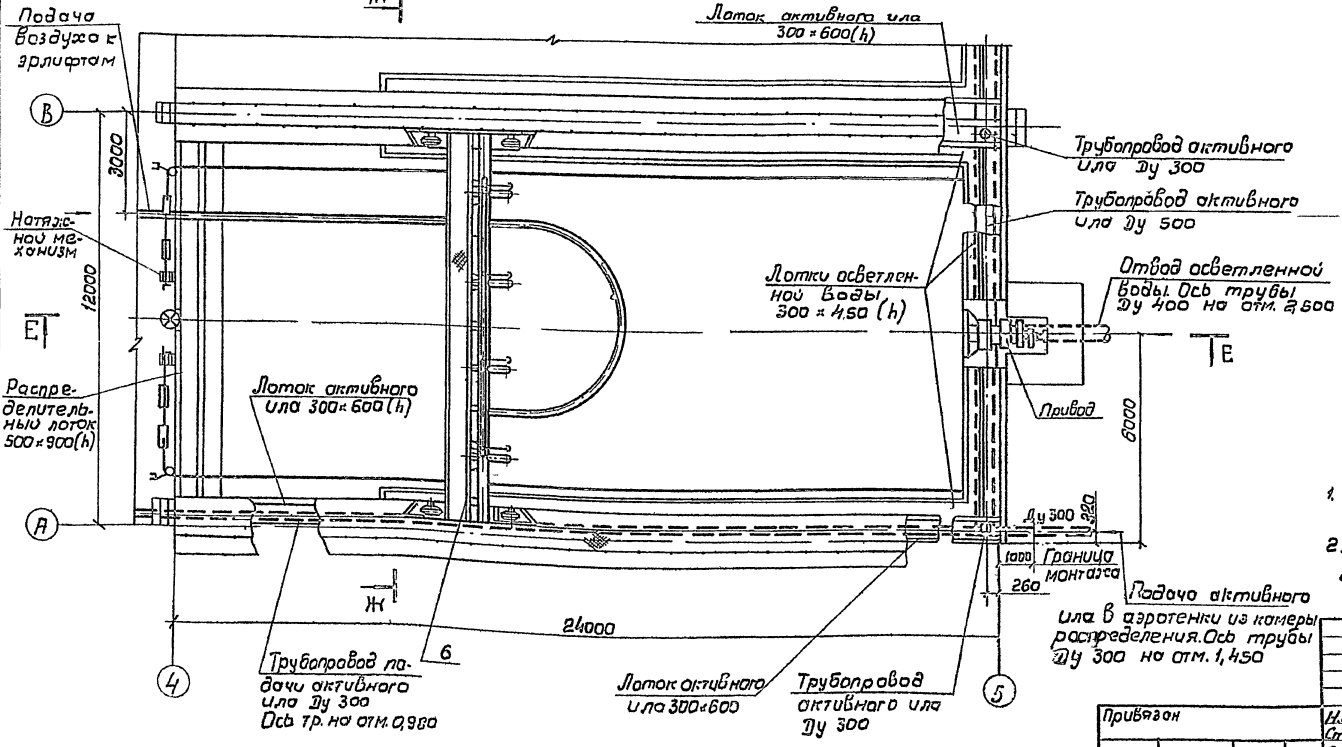 Ж
Подача
воздуха к
эрлифтам
Лоток активного ила
300×600(h)
В
3000
12000
Натяж-
ной ме-
ханизм
Трубопровод активного
ила Ду 300
Трубопровод активного
ила Ду 500
Лотки осветлен-
ной воды
300 × 450 (h)
Отвод осветленной
воды. Ось трубы
Ду 400 на отм. 2,500
Е
Е
Распре-
делитель-
ный лоток
500×900(h)
Лоток активного
ила 300×600(h)
Привод
6000
А
Ду 300
220
1000
Граница
монтажа
260
1.
2.
Ж
24000
Подача активного
ила в аэротенки из камеры
распределения. Ось трубы
Ду 300 на отм. 1,450
4
Трубопровод по-
дачи активного
ила Ду 300
Ось тр. на отм. 0,980
6
Лоток активного
ила 300×600
Трубопровод
активного ила
Ду 300
5
Привязан